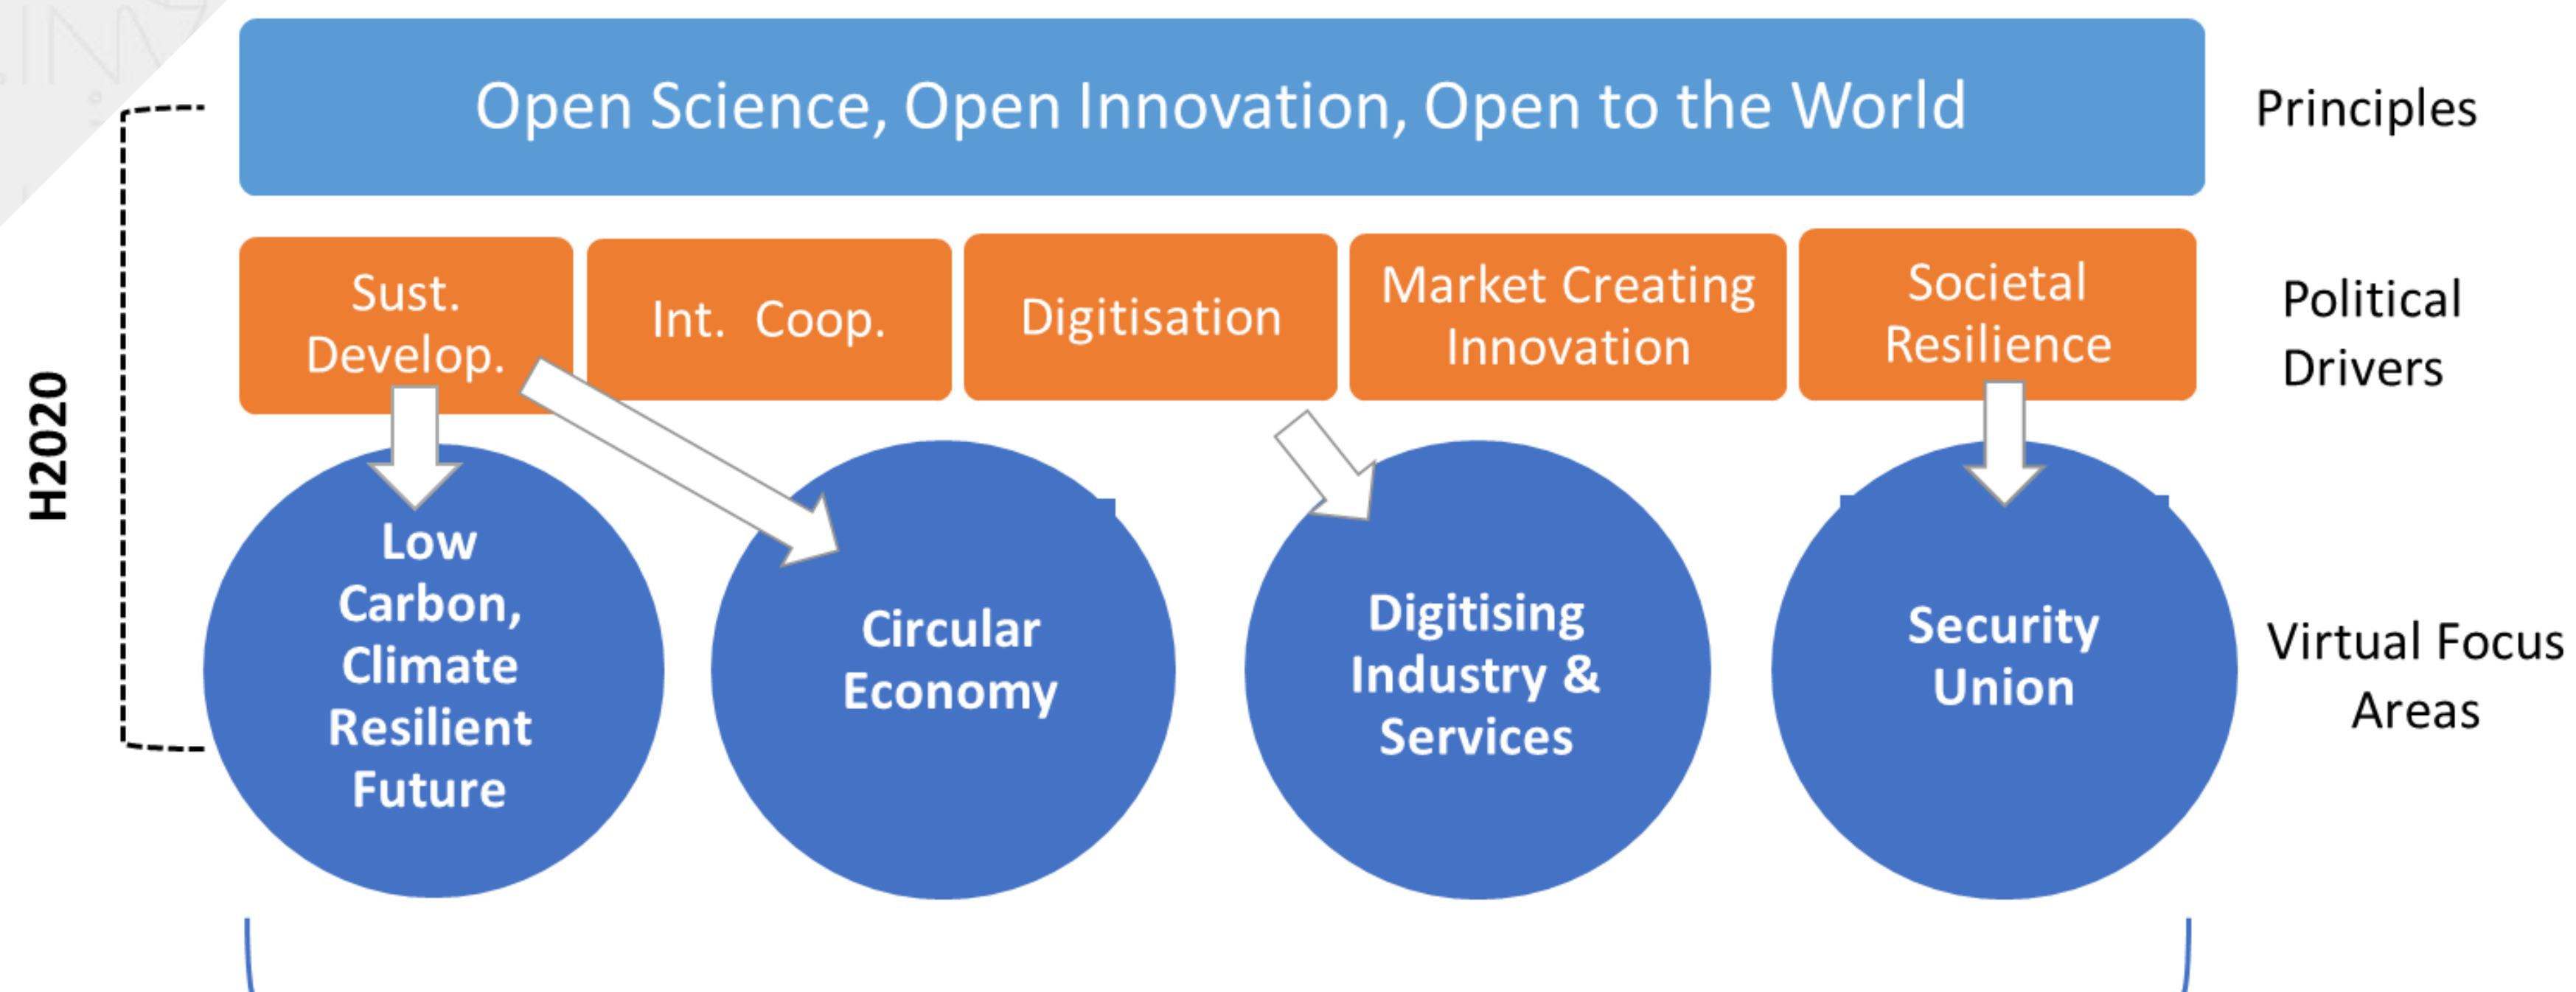 Open Science, Open Innovation, Open to the World
Principles
Sust.
Develop.
Int. Coop.
Digitisation
Market Creating
Innovation
Societal
Resilience
Political
Drivers
H2020
Low
Carbon,
Climate
Resilient
Future
Circular
Economy
Digitising
Industry &
Services
Security
Union
Virtual Focus
Areas